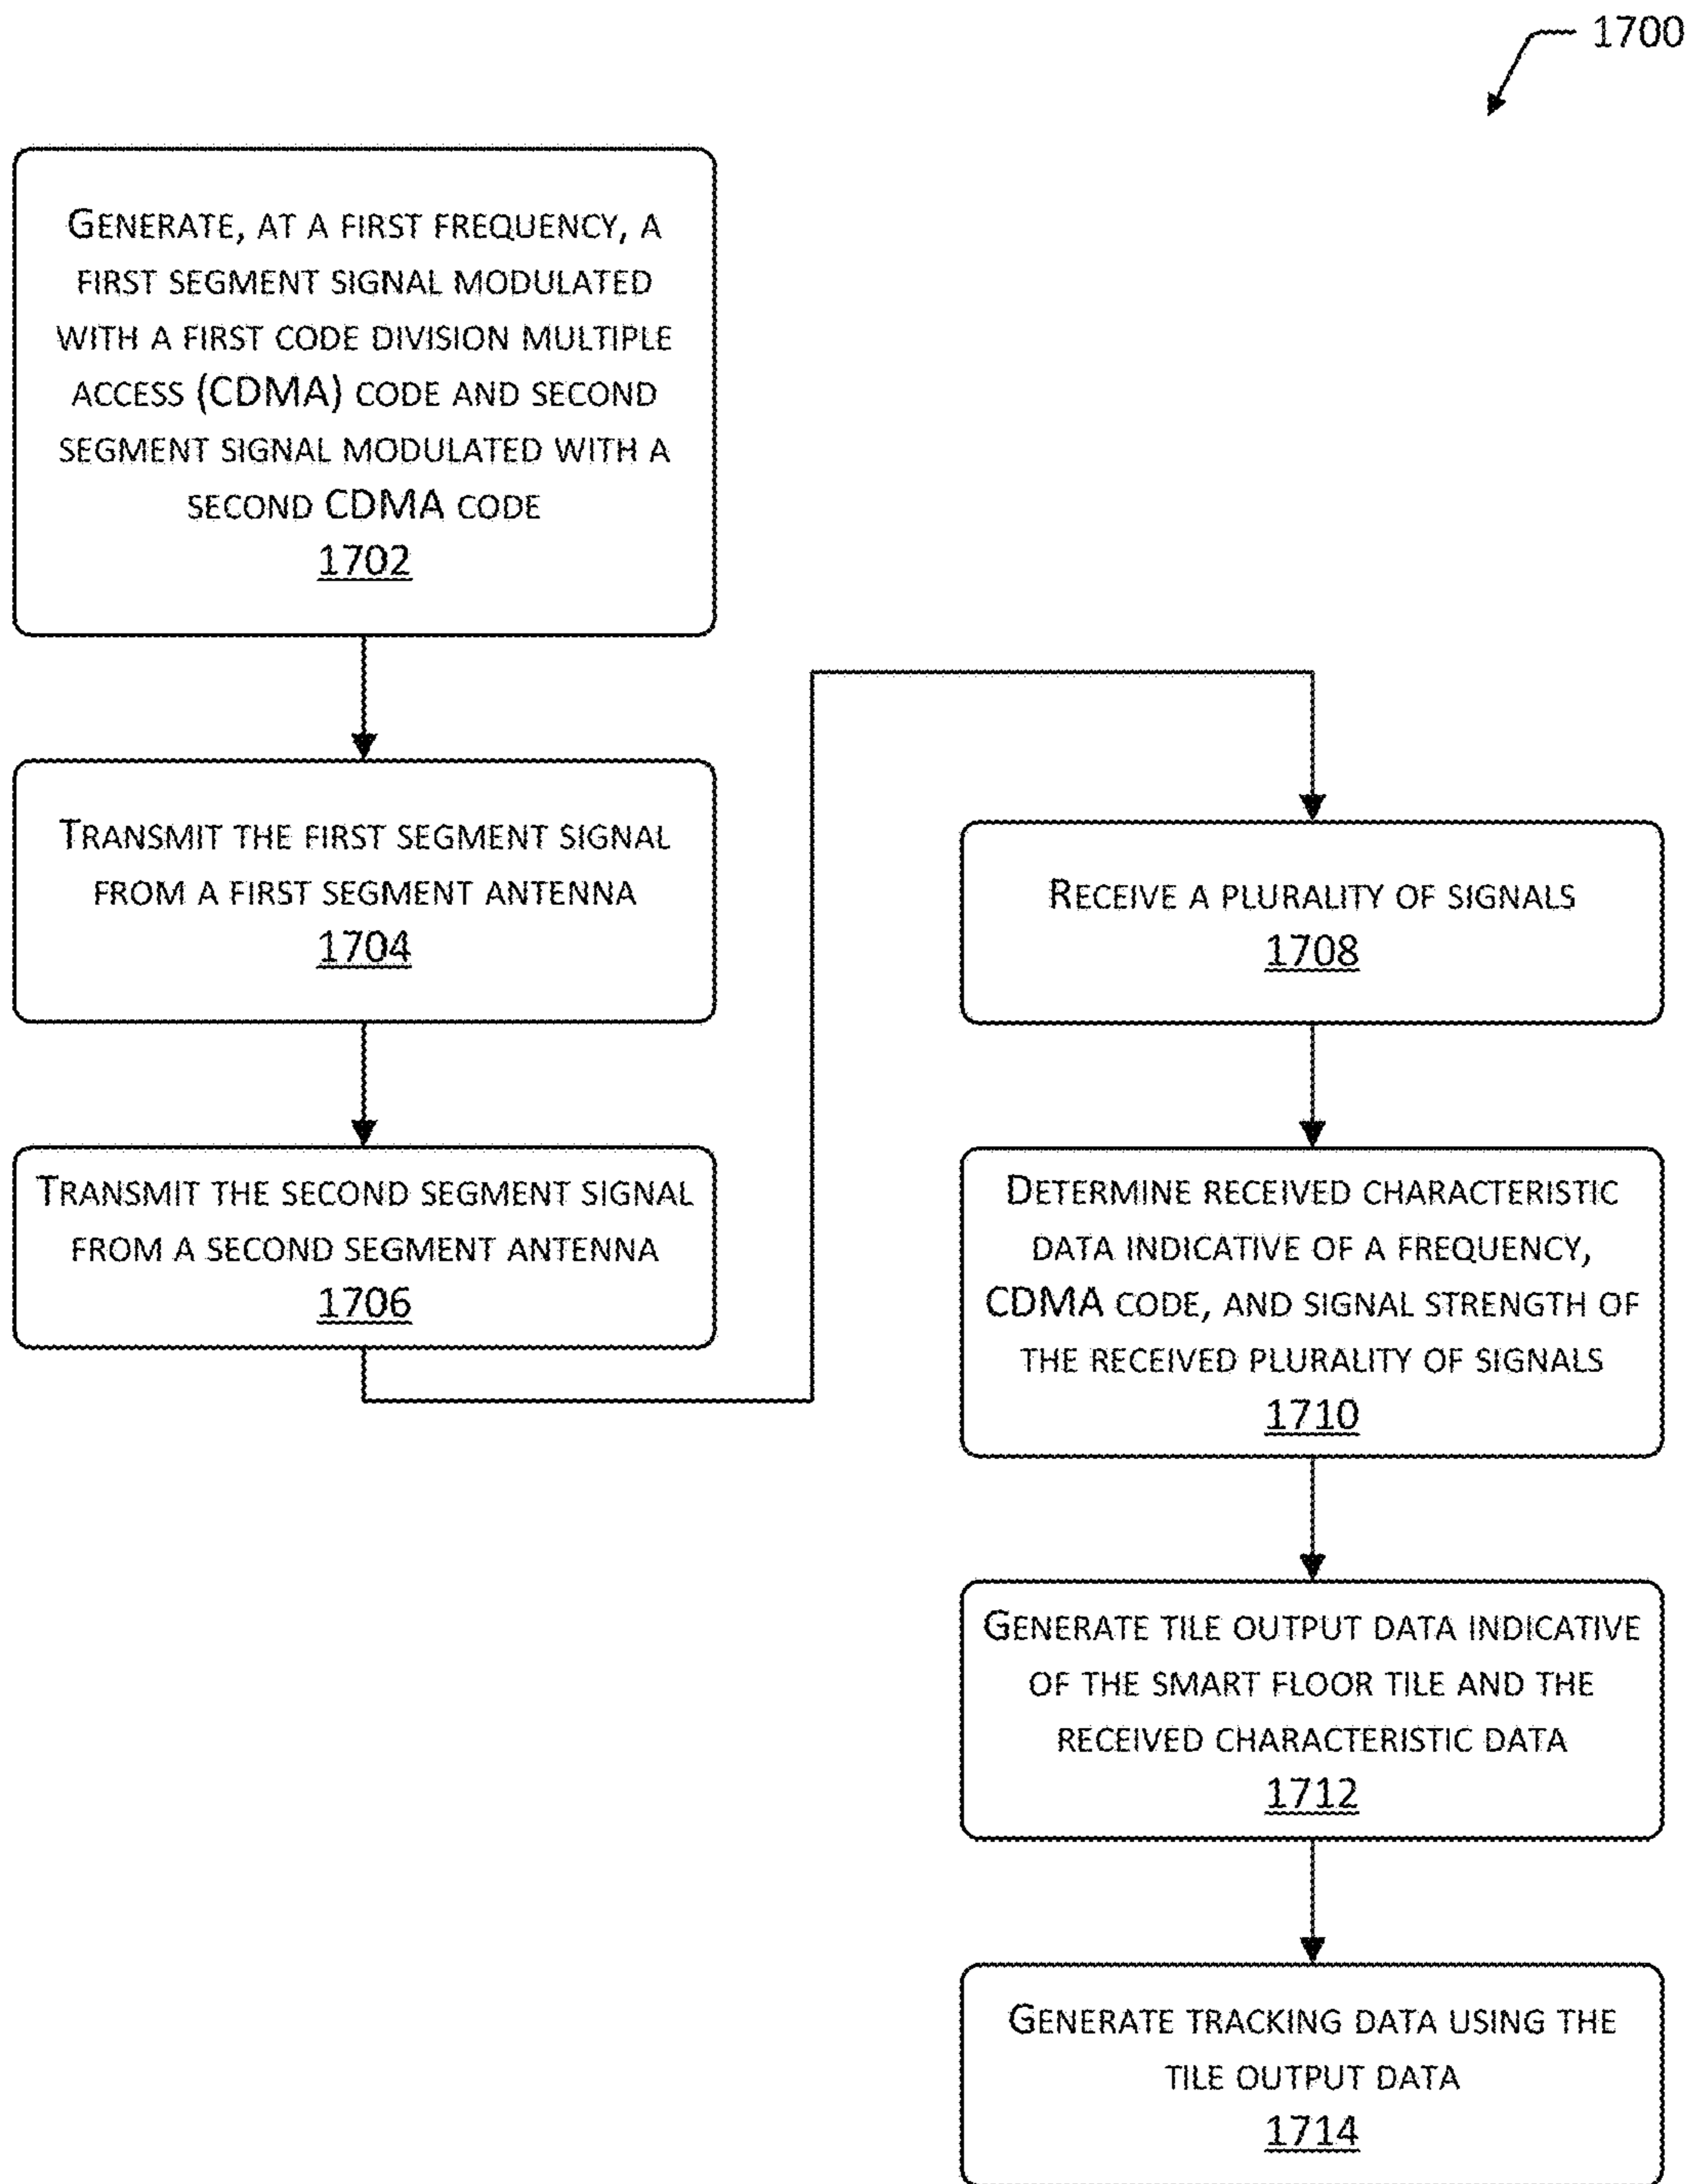 1700
GENERATE, AT A FIRST FREQUENCY, A
FIRST SEGMENT SIGNAL MODULATED
WITH A FIRST CODE DIVISION MULTIPLE
ACCESS (CDMA) CODE AND SECOND
SEGMENT SIGNAL MODULATED WITH A
SECOND CDMA CODE
1702
TRANSMIT THE FIRST SEGMENT SIGNAL
FROM A FIRST SEGMENT ANTENNA
1704
TRANSMIT THE SECOND SEGMENT SIGNAL
FROM A SECOND SEGMENT ANTENNA
1706
RECEIVE A PLURALITY OF SIGNALS
1708
DETERMINE RECEIVED CHARACTERISTIC
DATA INDICATIVE OF A FREQUENCY,
CDMA CODE, AND SIGNAL STRENGTH OF
THE RECEIVED PLURALITY OF SIGNALS
1710
GENERATE TILE OUTPUT DATA INDICATIVE
OF THE SMART FLOOR TILE AND THE
RECEIVED CHARACTERISTIC DATA
1712
GENERATE TRACKING DATA USING THE
TILE OUTPUT DATA
1714